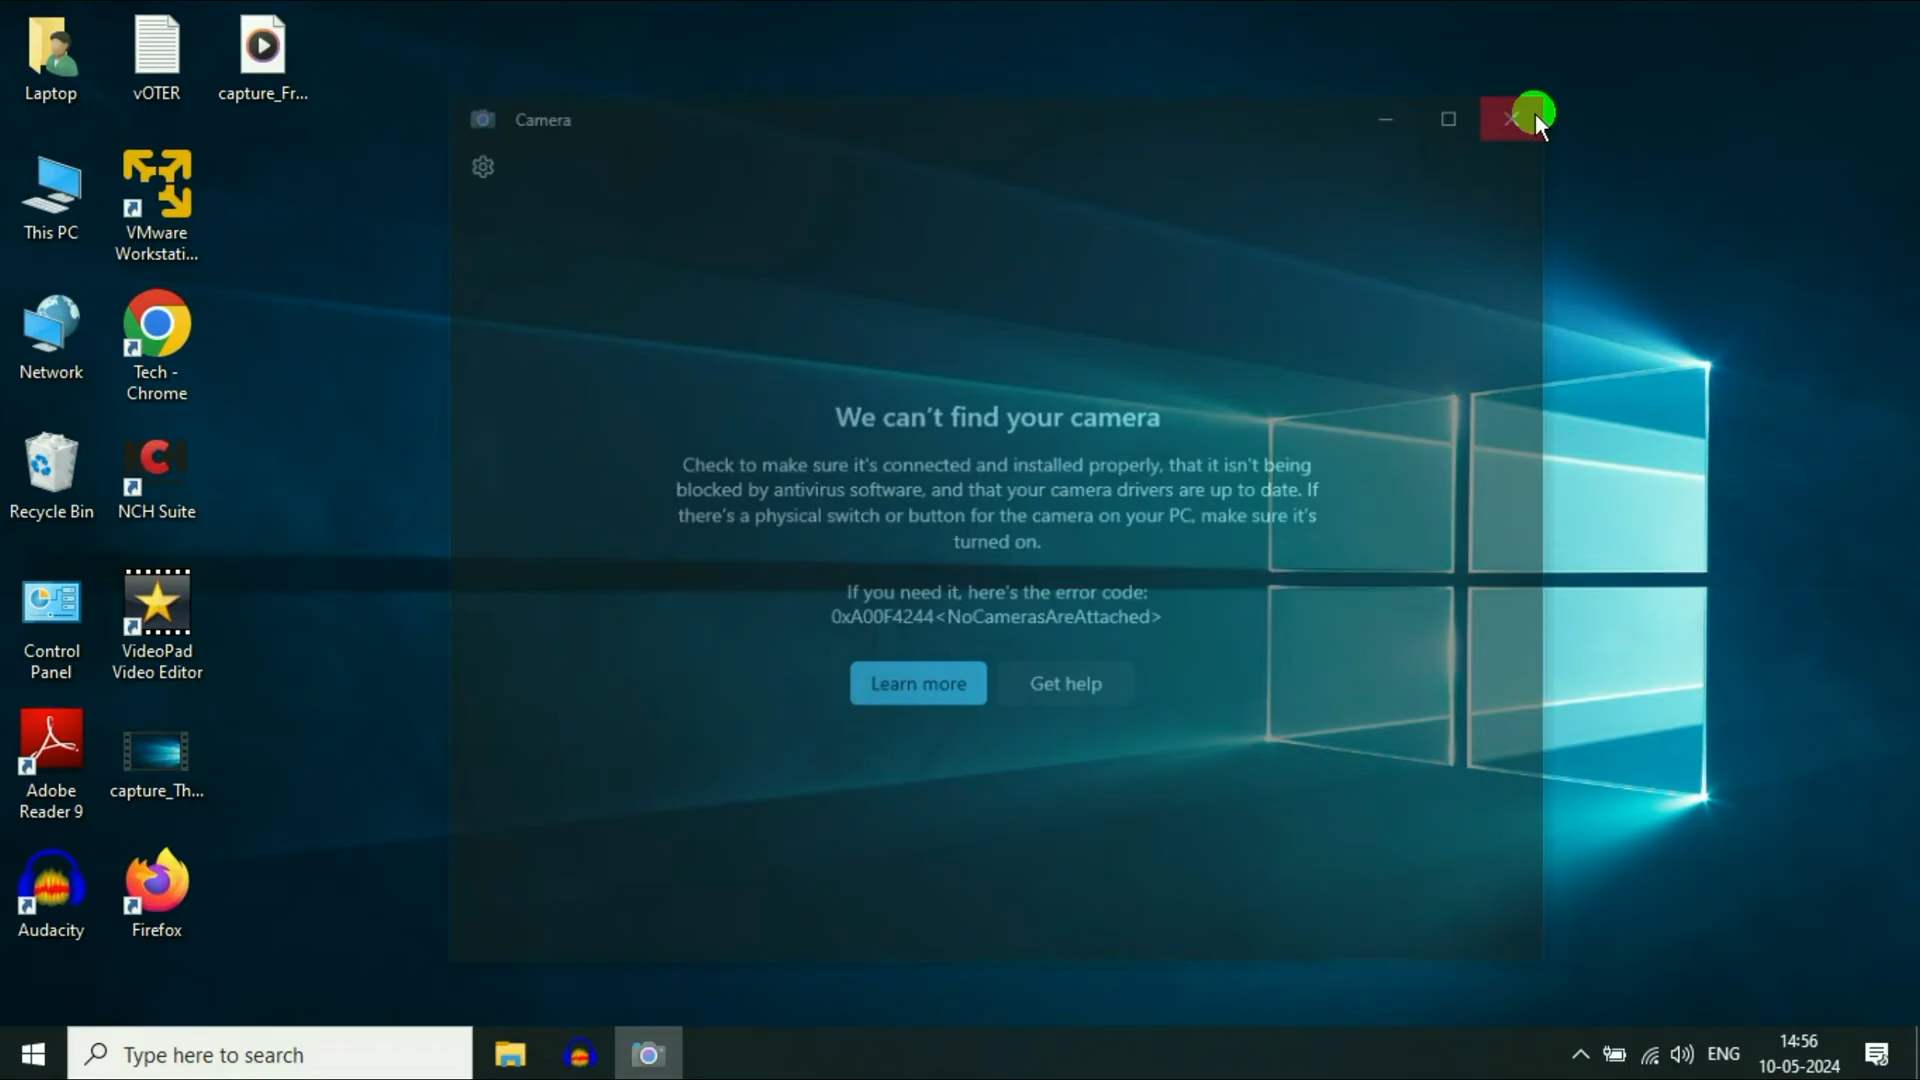 Laptop
vOTER
capture_Fr...
This PC
VMware
Workstati...
Network
Tech -
Chrome
Recycle Bin
NCH Suite
Control
Panel
VideoPad
Video Editor
Adobe
Reader 9
capture_Th...
Audacity
Firefox
Camera
We can't find your camera
Check to make sure it's connected and installed properly, that it isn't being
blocked by antivirus software, and that your camera drivers are up to date. If
there's a physical switch or button for the camera on your PC, make sure it's
turned on.
If you need it, here's the error code:
0xA00F4244<NoCamerasAreAttached>
Learn more
Get help
Type here to search
ENG
14:56
10-05-2024